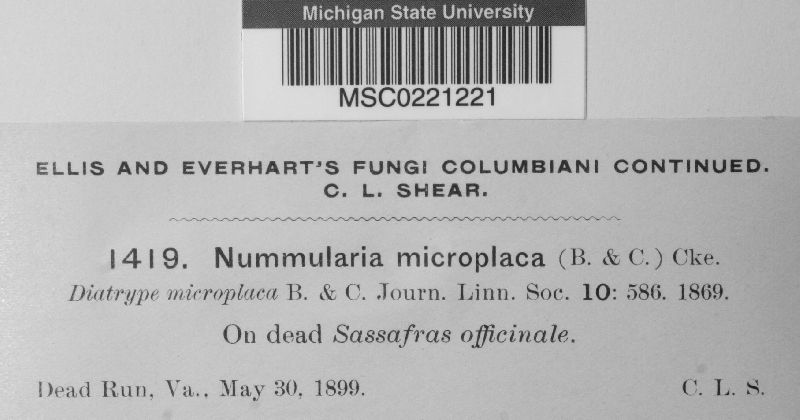 Michigan State University
MSC0221221
ELLIS AND EVERHART'S FUNGI COLUMBIANI CONTINUED.
C. L. SHEAR.
1419. Nummularia microplaca (B. & C.) Cke.
Diatrype microplaca B. & C. Journ. Linn. Soc. 10: 586. 1869.
On dead Sassafras officinale.
Dead Run, Va., May 30, 1899. C. L. S.